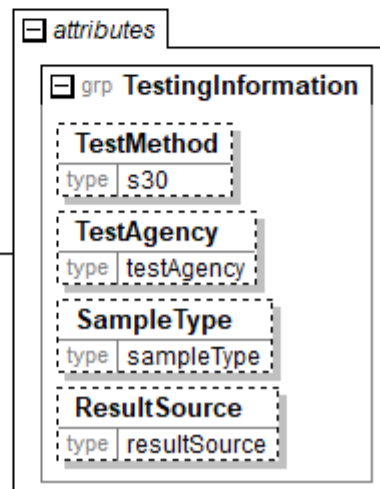 attributes
grp TestingInformation
TestMethod
type s30
TestAgency
type testAgency
SampleType
type sampleType
ResultSource
type resultSource